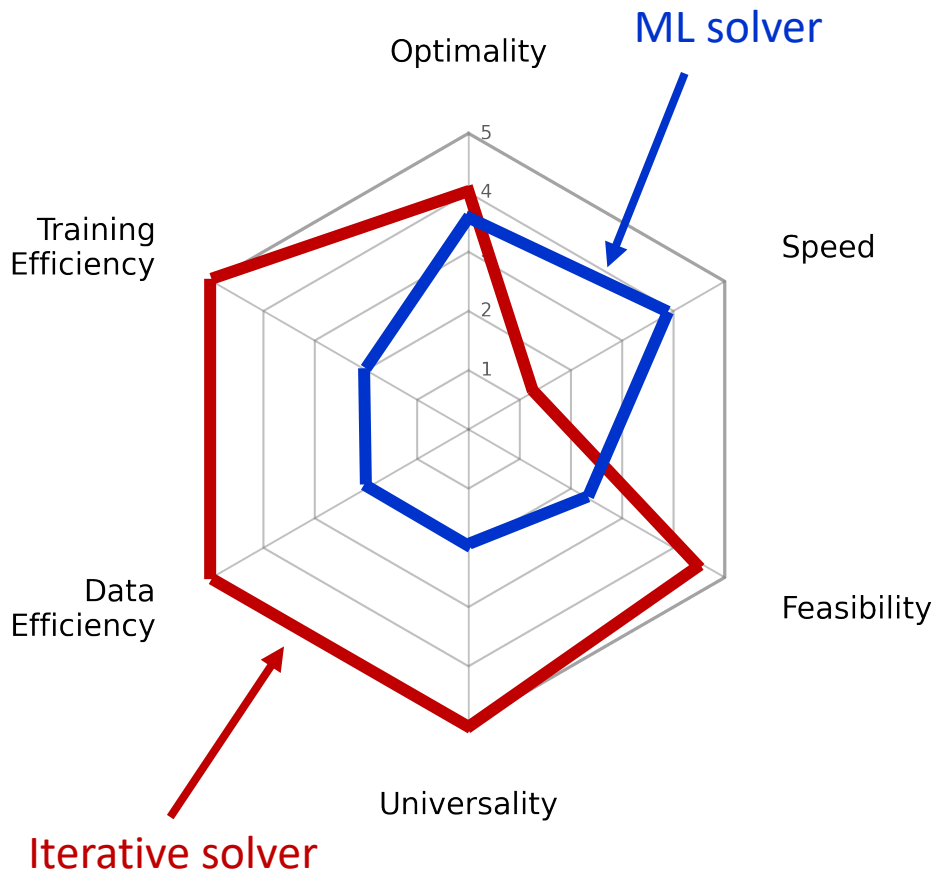 ML solver
Optimality
5
4
2
1
Training
Efficiency
Speed
Data
Efficiency
Feasibility
Universality
Iterative solver